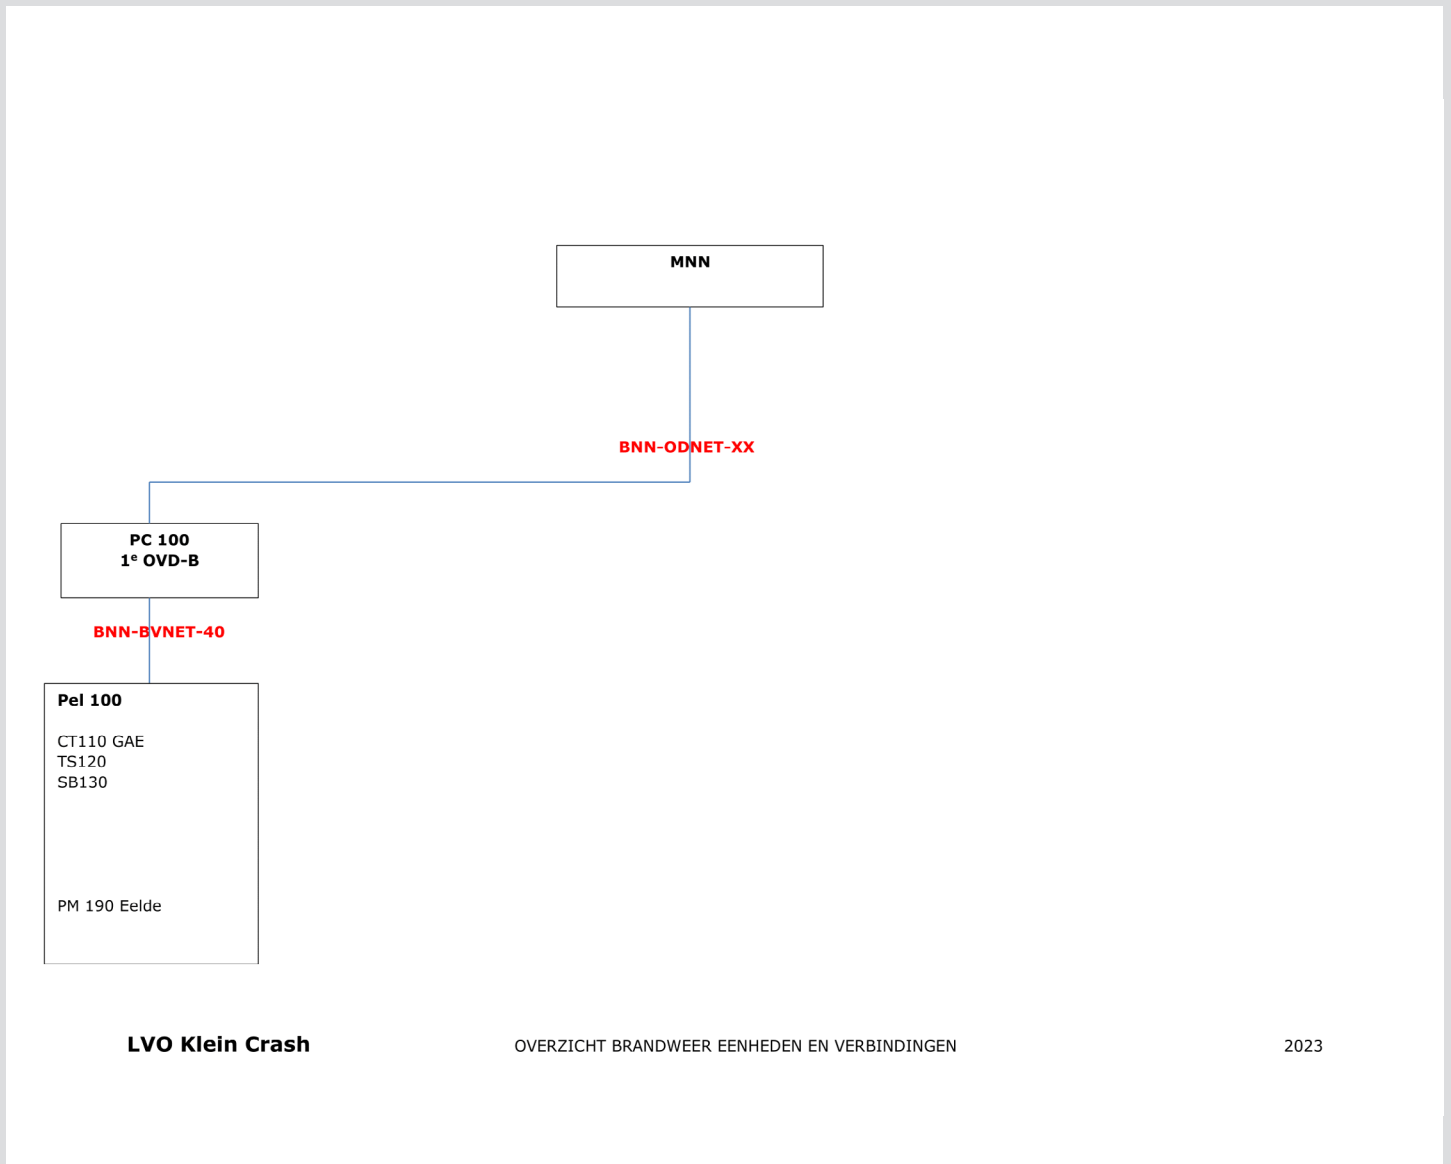 MNN
BNN-ODNET-XX
PC 100
1ᵉ OVD-B
BNN-BVNET-40
Pel 100
CT110 GAE
TS120
SB130
PM 190 Eelde
LVO Klein Crash OVERZICHT BRANDWEER EENHEDEN EN VERBINDINGEN 2023